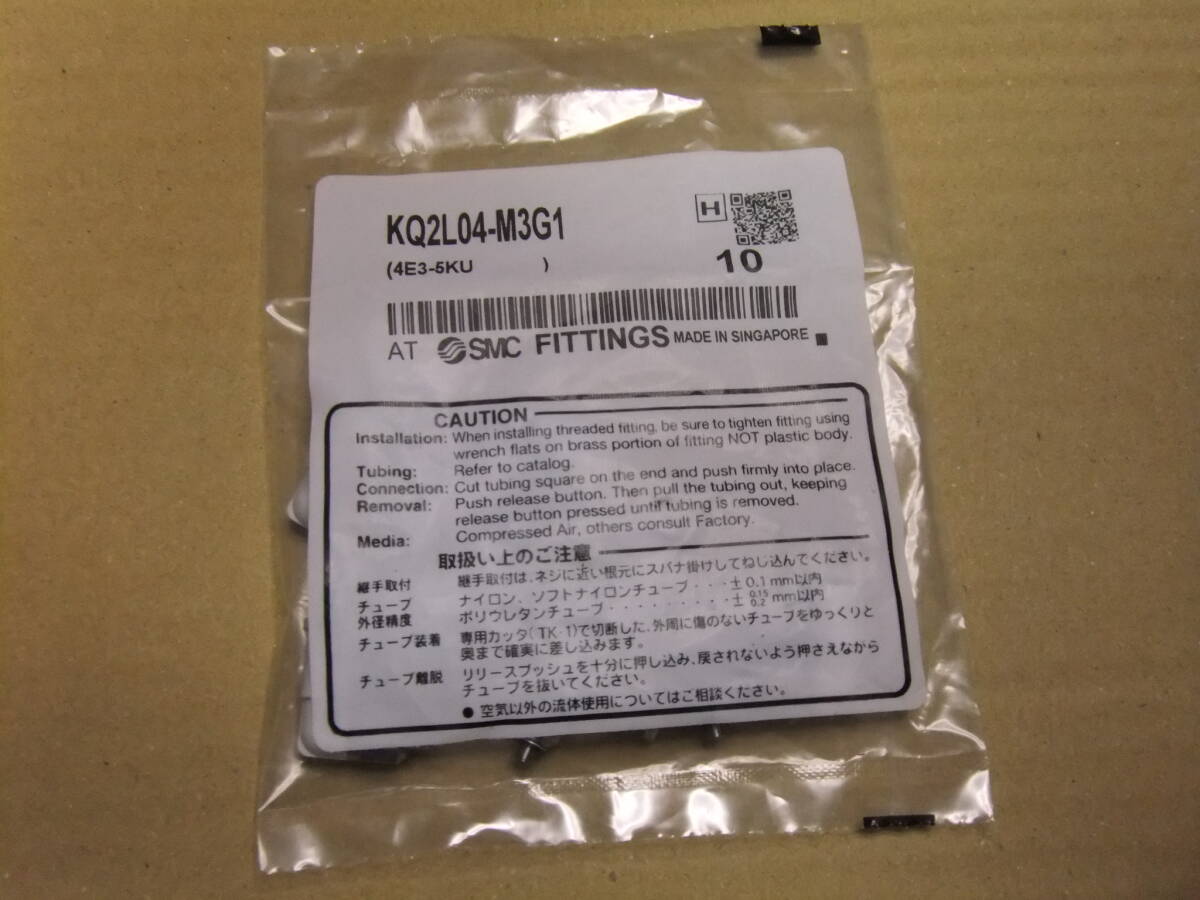 KQ2L04-M3G1
H
(4E3-5KU )
10
AT SMC FITTINGS MADE IN SINGAPORE
CAUTION
Installation: When installing threaded fitting, be sure to tighten fitting using
wrench flats on brass portion of fitting NOT plastic body.
Tubing: Refer to catalog.
Connection: Cut tubing square on the end and push firmly into place.
Removal: Push release button. Then pull the tubing out, keeping
release button pressed until tubing is removed.
Media: Compressed Air, others consult Factory.
取扱い上のご注意
継手取付 継手取付は、ネジに近い根元にスパナ掛けしてねじ込んでください。
チューブ ナイロン、ソフトナイロンチューブ・・・± 0.1 mm以内
外径精度 ポリウレタンチューブ・・・・・・・・・± 0.15 0.2 mm以内
チューブ装着 専用カッタ(TK-1)で切断した、外周に傷のないチューブをゆっくりと
奥まで確実に差し込みます。
チューブ離脱 リリースブッシュを十分に押し込み、戻されないよう押さえながら
チューブを抜いてください。
● 空気以外の流体使用についてはご相談ください。